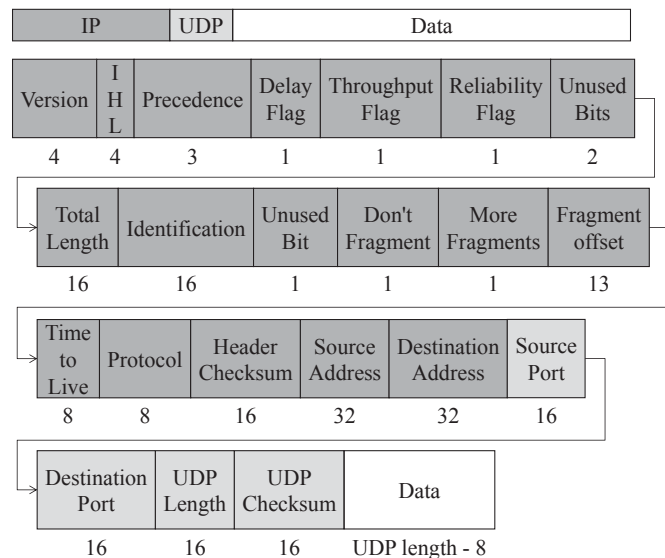 IP UDP Data
Version I H L Precedence Delay Flag Throughput Flag Reliability Flag Unused Bits
4 4 3 1 1 1 2
Total Length Identification Unused Bit Don't Fragment More Fragments Fragment offset
16 16 1 1 1 13
Time to Live Protocol Header Checksum Source Address Destination Address Source Port
8 8 16 32 32 16
Destination Port UDP Length UDP Checksum Data
16 16 16 UDP length - 8